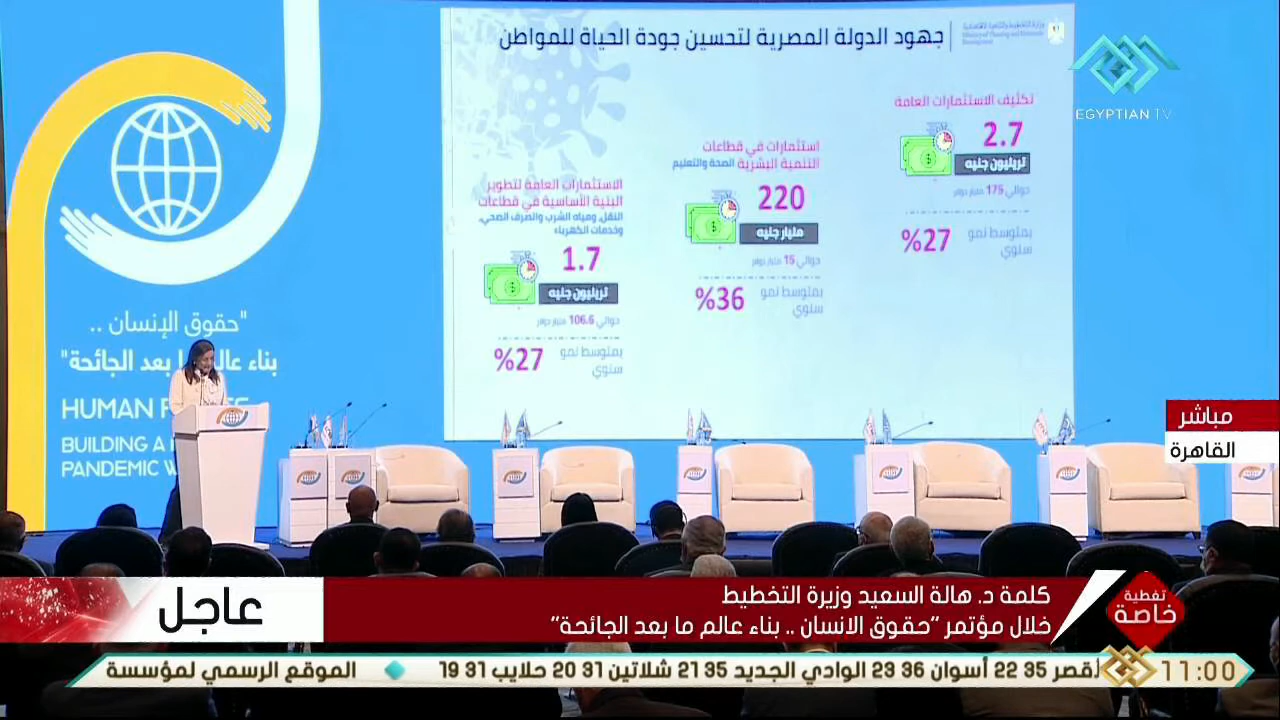 جهود الدولة المصرية لتحسين جودة الحياة للمواطن
EGYPTIAN TV
تكثيف الاستثمارات العامة
2.7
تريليون جنيه
حوالي 175 مليار دولار
بمتوسط نمو
سنوي
%27
استثمارات في قطاعات
التنمية البشرية الصحة والتعليم
220
مليار جنيه
حوالي 15 مليار دولار
بمتوسط نمو
سنوي
%36
الاستثمارات العامة لتطوير
البنية الأساسية في قطاعات
النقل، ومياه الشرب والصرف الصحي،
وخدمات الكهرباء
1.7
تريليون جنيه
حوالي 106.6 مليار دولار
بمتوسط نمو
سنوي
%27
"حقوق الإنسان ..
بناء عالم ما بعد الجائحة"
HUMAN
BUILDING A
PANDEMIC
مباشر
القاهرة
عاجل
تغطية
خاصة
كلمة د. هالة السعيد وزيرة التخطيط
خلال مؤتمر "حقوق الانسان .. بناء عالم ما بعد الجائحة"
11:00
أقصر 35 22 أسوان 36 23 الوادي الجديد 35 21 شلاتين 31 20 حلايب 31 19
الموقع الرسمي لمؤسسة